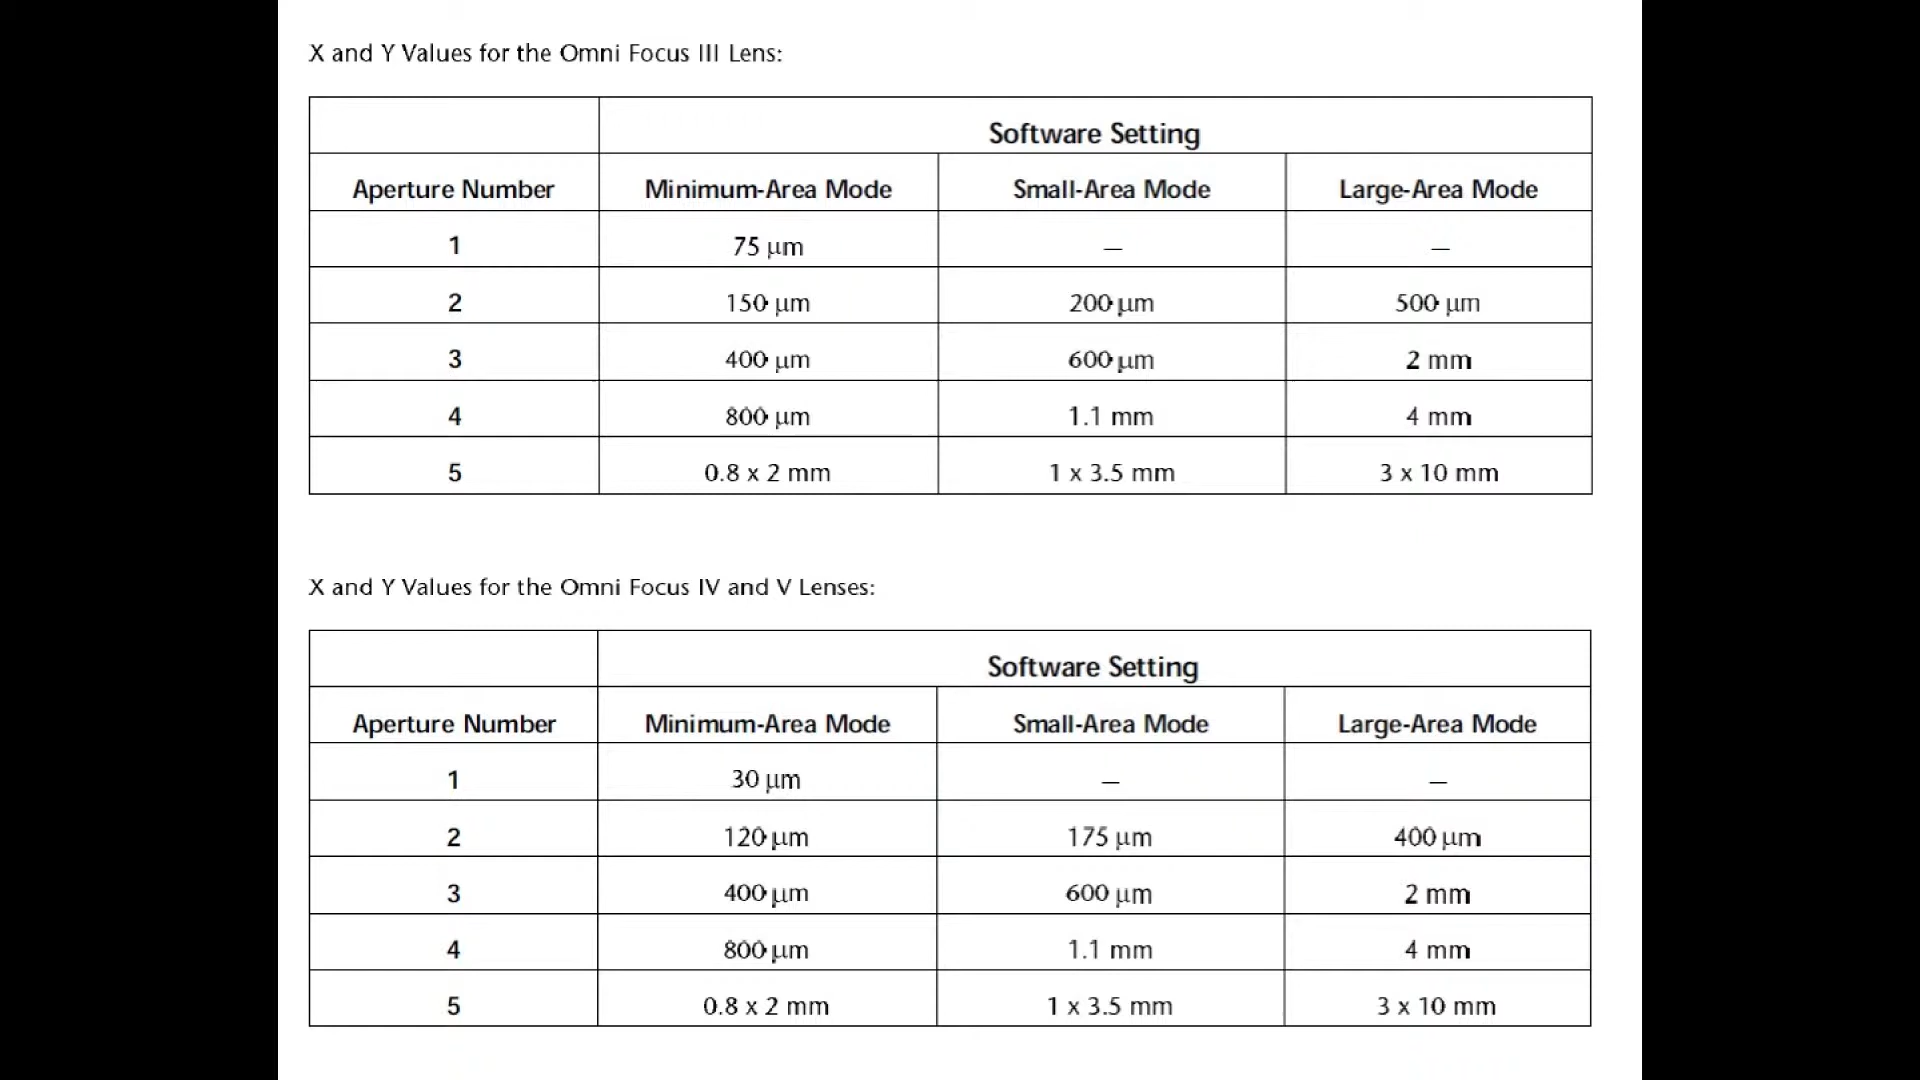 X and Y Values for the Omni Focus III Lens:
Software Setting
Aperture Number Minimum-Area Mode Small-Area Mode Large-Area Mode
1 75 µm — —
2 150 µm 200 µm 500 µm
3 400 µm 600 µm 2 mm
4 800 µm 1.1 mm 4 mm
5 0.8 x 2 mm 1 x 3.5 mm 3 x 10 mm
X and Y Values for the Omni Focus IV and V Lenses:
Software Setting
Aperture Number Minimum-Area Mode Small-Area Mode Large-Area Mode
1 30 µm — —
2 120 µm 175 µm 400 µm
3 400 µm 600 µm 2 mm
4 800 µm 1.1 mm 4 mm
5 0.8 x 2 mm 1 x 3.5 mm 3 x 10 mm